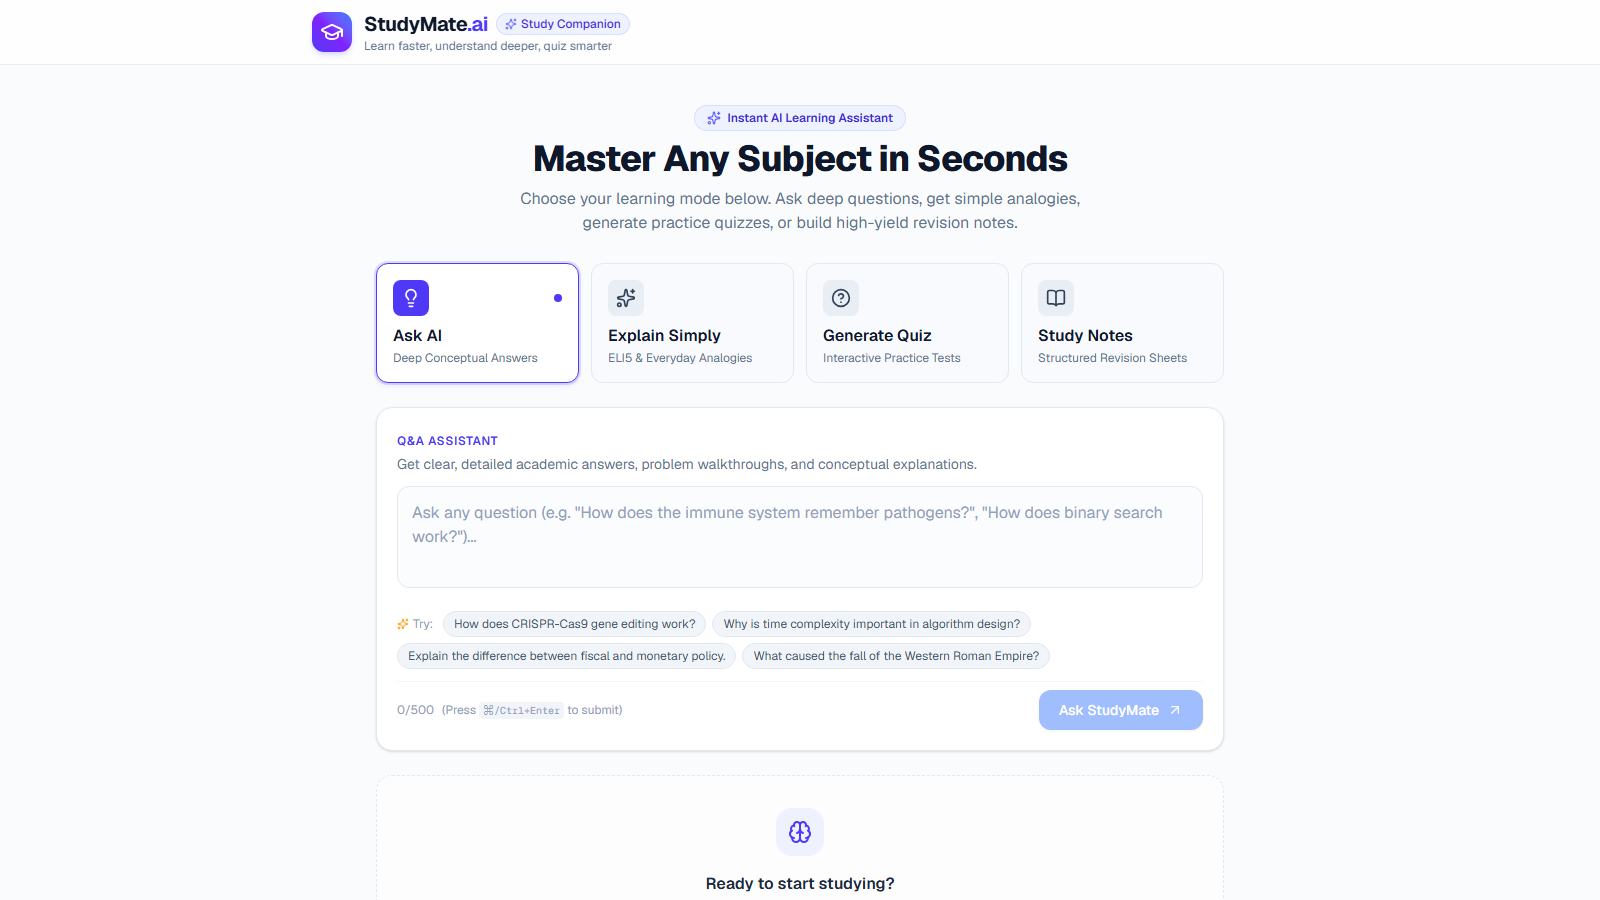 StudyMate.ai
Study Companion
Learn faster, understand deeper, quiz smarter
Instant AI Learning Assistant
Master Any Subject in Seconds
Choose your learning mode below. Ask deep questions, get simple analogies,
generate practice quizzes, or build high-yield revision notes.
Ask AI
Deep Conceptual Answers
Explain Simply
ELI5 & Everyday Analogies
Generate Quiz
Interactive Practice Tests
Study Notes
Structured Revision Sheets
Q&A ASSISTANT
Get clear, detailed academic answers, problem walkthroughs, and conceptual explanations.
Ask any question (e.g. "How does the immune system remember pathogens?", "How does binary search
work?")...
Try: How does CRISPR-Cas9 gene editing work? Why is time complexity important in algorithm design?
Explain the difference between fiscal and monetary policy. What caused the fall of the Western Roman Empire?
0/500 (Press ⌘/Ctrl+Enter to submit)
Ask StudyMate
Ready to start studying?